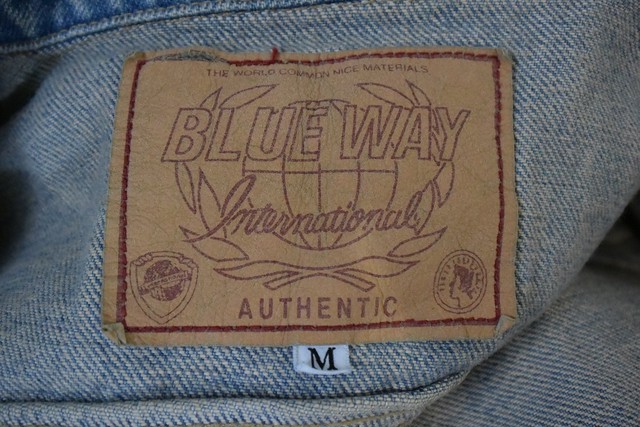 THE WORLD COMMON NICE MATERIALS
BLUE WAY
International
AUTHENTIC
M